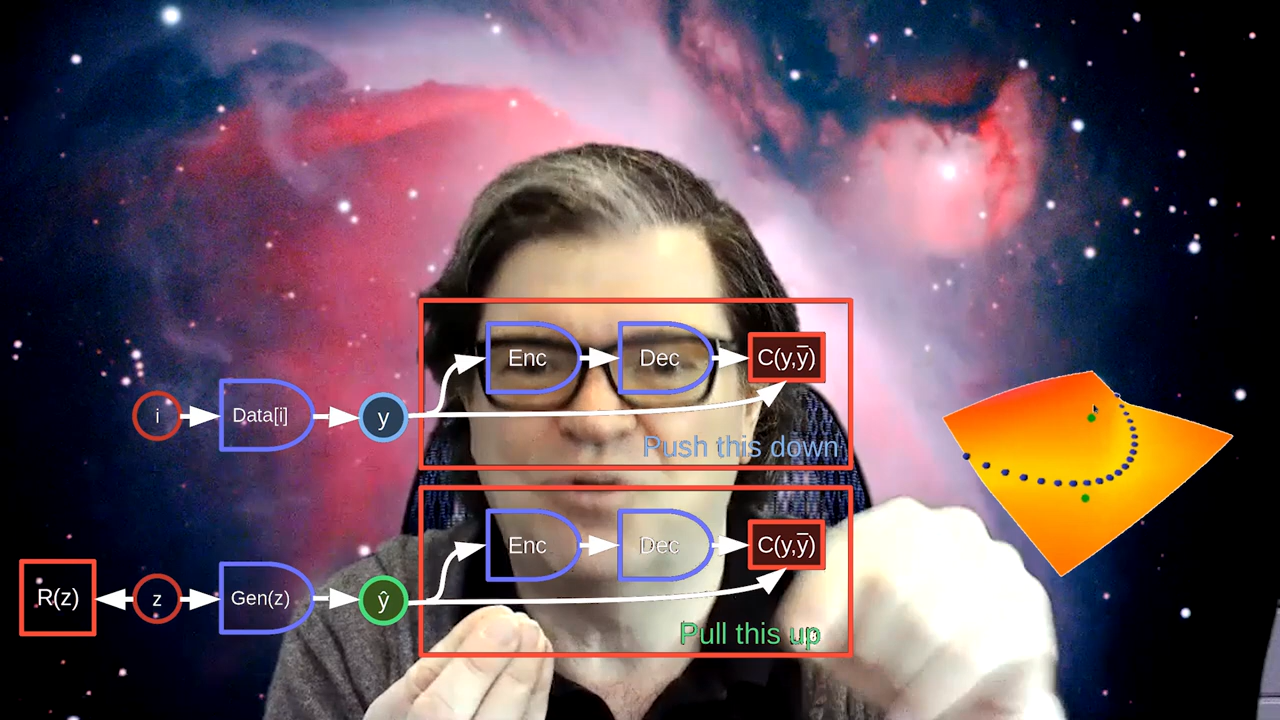 Enc
Dec
C(y,ȳ)
i
Data[i]
y
Push this down
Enc
Dec
C(y,ȳ)
R(z)
z
Gen(z)
ŷ
Pull this up